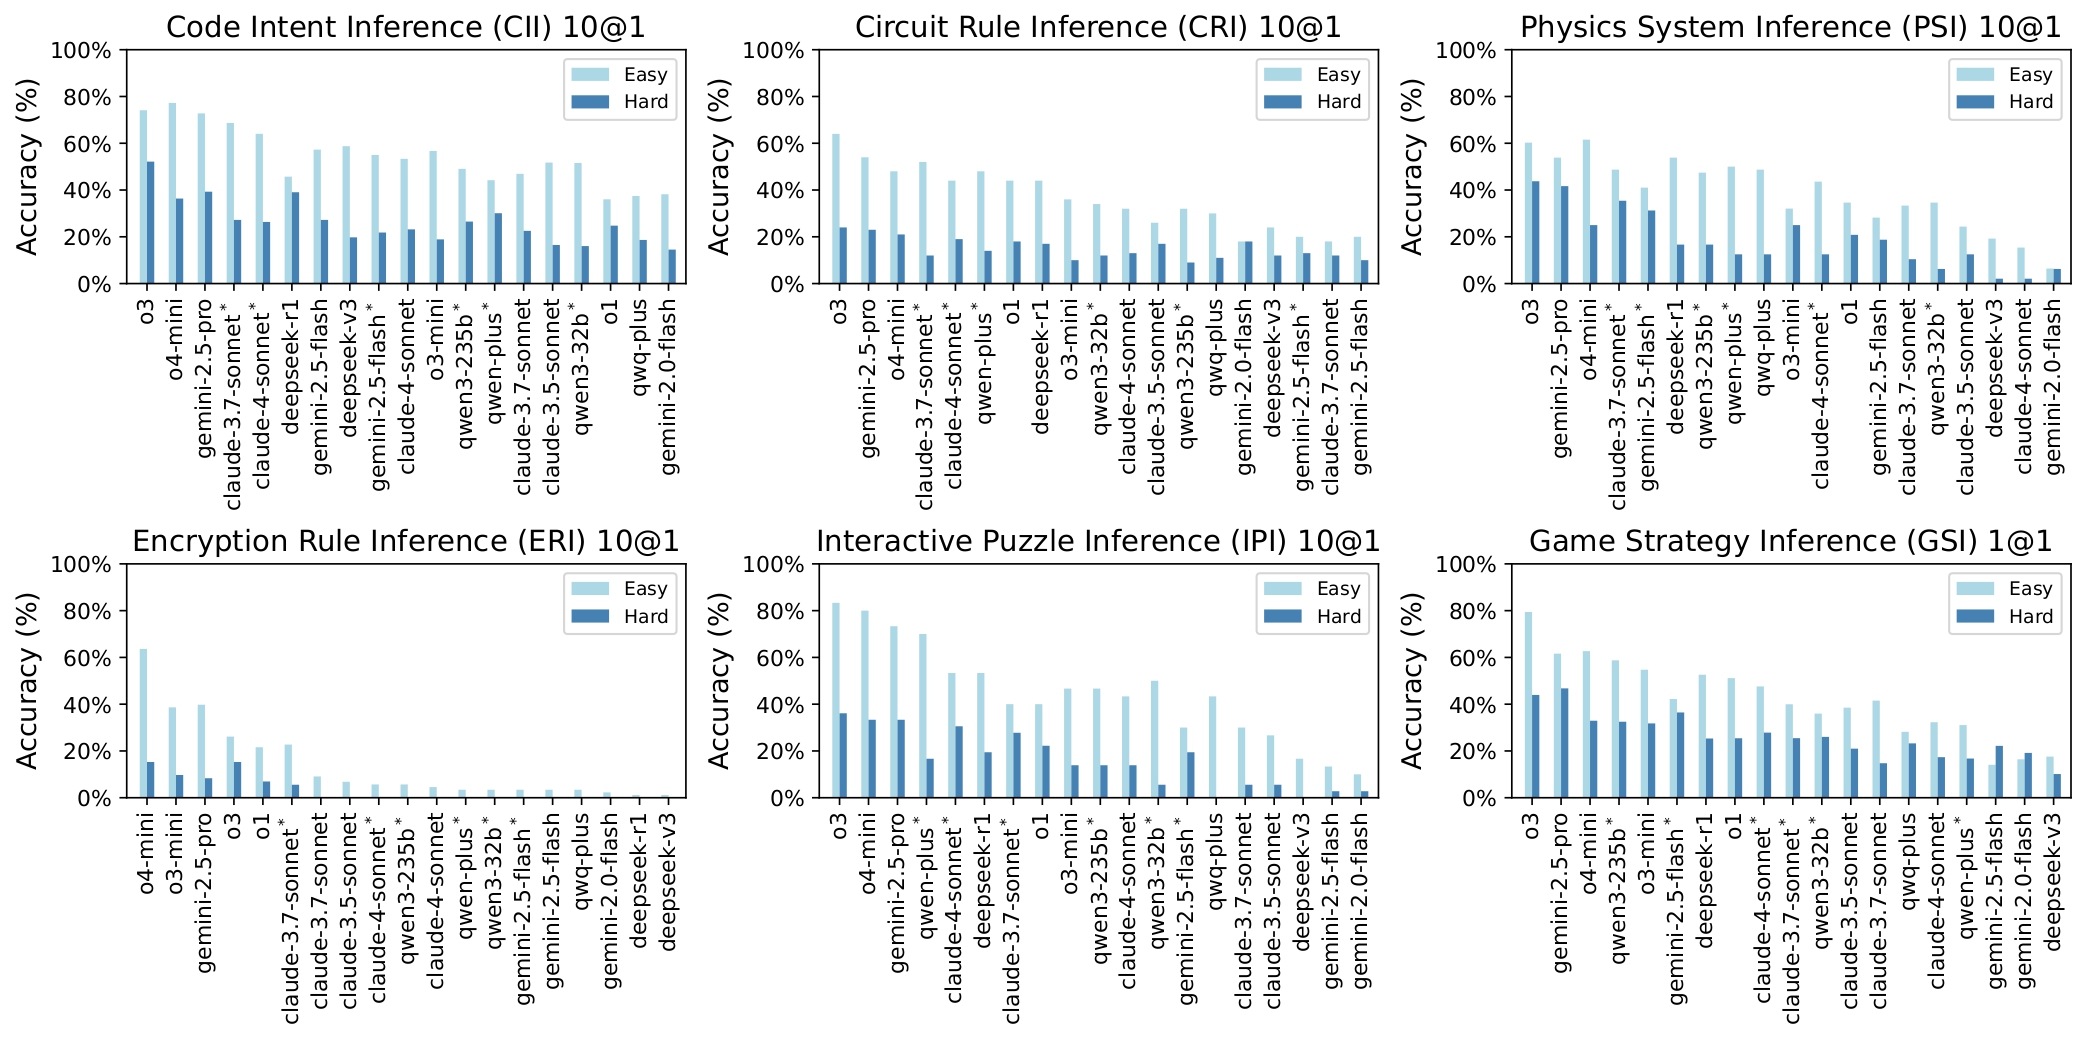 Code Intent Inference (CII) 10@1
Accuracy (%)
100%
80%
60%
40%
20%
0%
Easy
Hard
o3
o4-mini
gemini-2.5-pro
claude-3.7-sonnet*
claude-4-sonnet*
deepseek-r1
gemini-2.5-flash
deepseek-v3
gemini-2.5-flash*
claude-4-sonnet
o3-mini
qwen3-235b*
qwen-plus*
claude-3.7-sonnet
claude-3.5-sonnet
qwen3-32b*
o1
qwq-plus
gemini-2.0-flash
Circuit Rule Inference (CRI) 10@1
Accuracy (%)
100%
80%
60%
40%
20%
0%
Easy
Hard
o3
gemini-2.5-pro
o4-mini
claude-3.7-sonnet*
claude-4-sonnet*
qwen-plus*
o1
deepseek-r1
o3-mini
qwen3-32b*
claude-4-sonnet
claude-3.5-sonnet
qwen3-235b*
qwq-plus
gemini-2.0-flash
deepseek-v3
gemini-2.5-flash*
claude-3.7-sonnet
gemini-2.5-flash
Physics System Inference (PSI) 10@1
Accuracy (%)
100%
80%
60%
40%
20%
0%
Easy
Hard
o3
gemini-2.5-pro
o4-mini
claude-3.7-sonnet*
gemini-2.5-flash*
deepseek-r1
qwen3-235b*
qwen-plus*
qwq-plus
o3-mini
claude-4-sonnet*
o1
gemini-2.5-flash
claude-3.7-sonnet
qwen3-32b*
claude-3.5-sonnet
deepseek-v3
claude-4-sonnet
gemini-2.0-flash
Encryption Rule Inference (ERI) 10@1
Accuracy (%)
100%
80%
60%
40%
20%
0%
Easy
Hard
o4-mini
o3-mini
gemini-2.5-pro
o3
o1
claude-3.7-sonnet*
claude-3.7-sonnet
claude-3.5-sonnet
claude-4-sonnet*
qwen3-235b*
claude-4-sonnet
qwen-plus*
qwen3-32b*
gemini-2.5-flash*
gemini-2.5-flash
qwq-plus
gemini-2.0-flash
deepseek-r1
deepseek-v3
Interactive Puzzle Inference (IPI) 10@1
Accuracy (%)
100%
80%
60%
40%
20%
0%
Easy
Hard
o3
o4-mini
gemini-2.5-pro
qwen-plus*
claude-4-sonnet*
deepseek-r1
claude-3.7-sonnet*
o1
o3-mini
qwen3-235b*
claude-4-sonnet
qwen3-32b*
gemini-2.5-flash*
qwq-plus
claude-3.7-sonnet
claude-3.5-sonnet
deepseek-v3
gemini-2.5-flash
gemini-2.0-flash
Game Strategy Inference (GSI) 1@1
Accuracy (%)
100%
80%
60%
40%
20%
0%
Easy
Hard
o3
gemini-2.5-pro
o4-mini
qwen3-235b*
o3-mini
gemini-2.5-flash*
deepseek-r1
o1
claude-4-sonnet*
claude-3.7-sonnet*
qwen3-32b*
claude-3.5-sonnet
claude-3.7-sonnet
qwq-plus
claude-4-sonnet
qwen-plus*
gemini-2.5-flash
gemini-2.0-flash
deepseek-v3